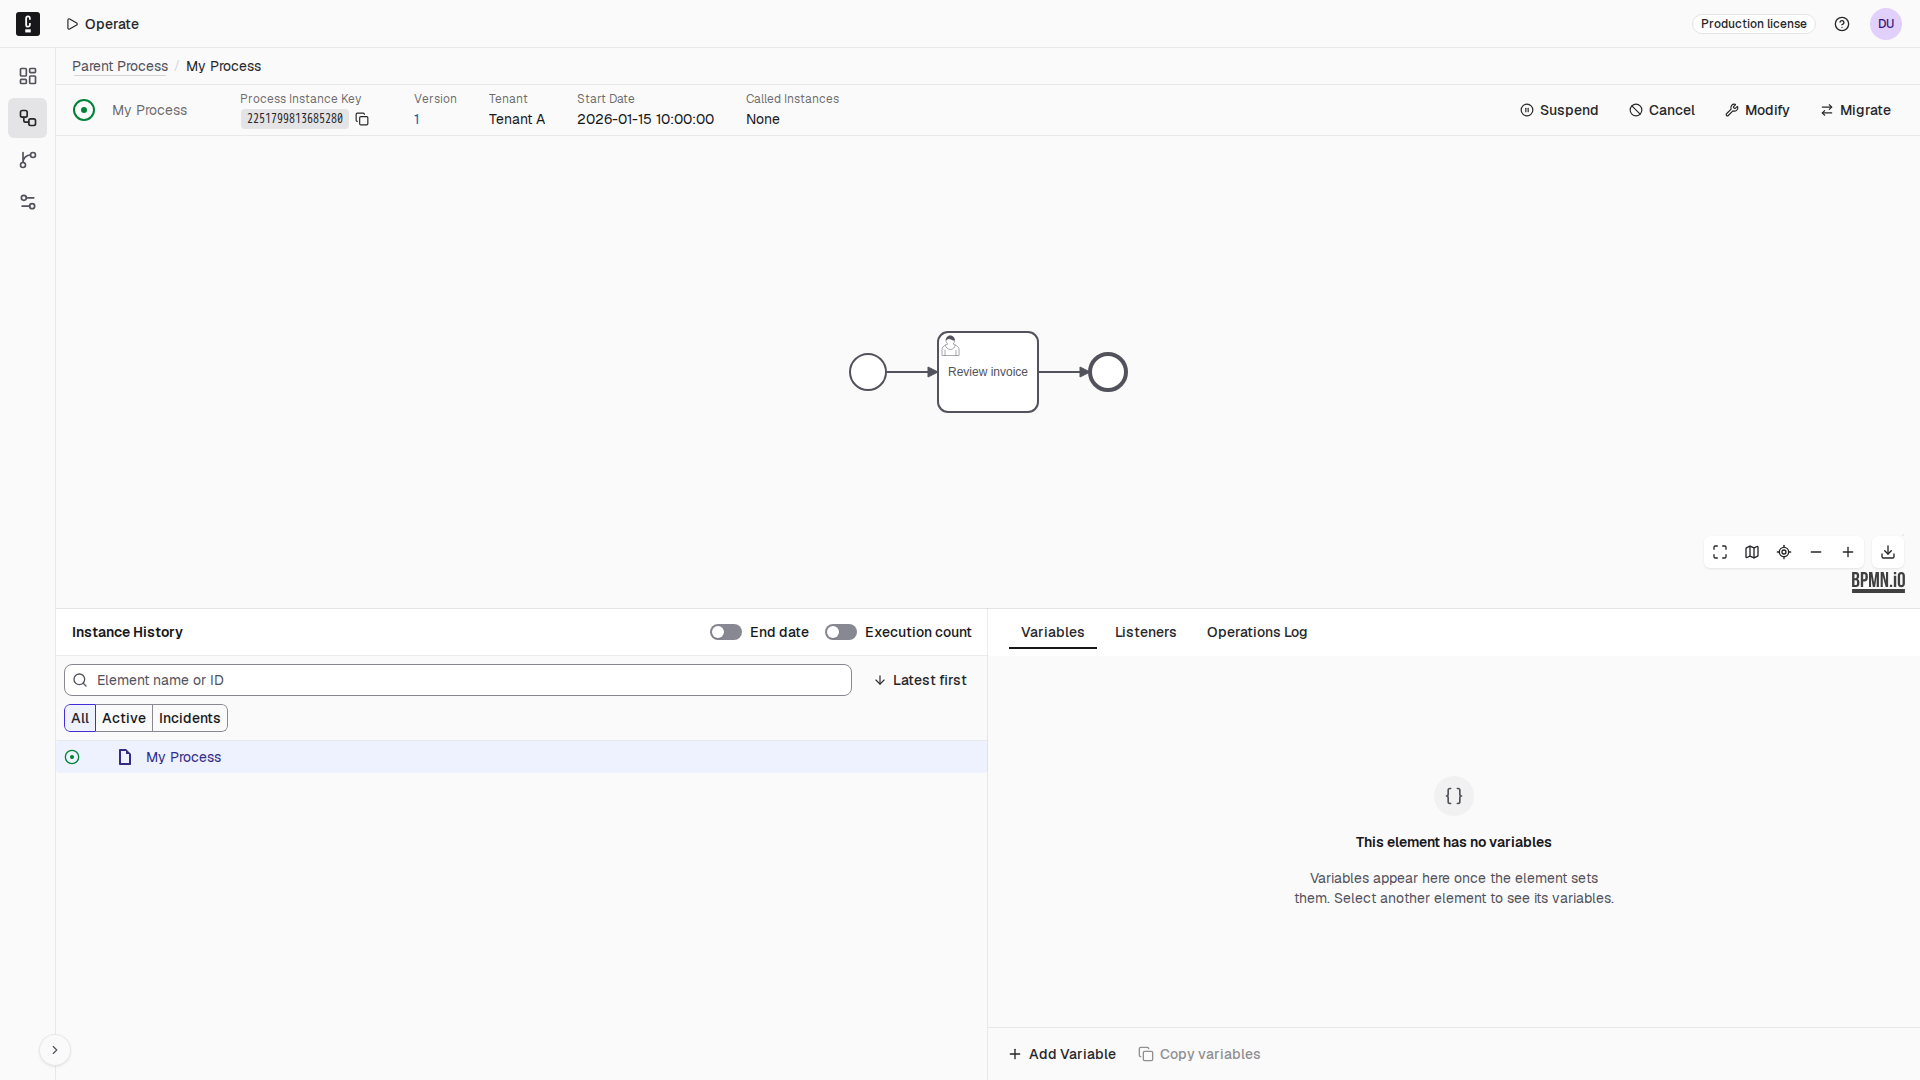 Operate
Production license
DU
Parent Process / My Process
My Process
Process Instance Key
2251799813685280
Version
1
Tenant
Tenant A
Start Date
2026-01-15 10:00:00
Called Instances
None
Suspend
Cancel
Modify
Migrate
Review invoice
BPMN.iO
Instance History
End date
Execution count
Element name or ID
Latest first
All
Active
Incidents
My Process
Variables
Listeners
Operations Log
{ }
This element has no variables
Variables appear here once the element sets
them. Select another element to see its variables.
Add Variable
Copy variables